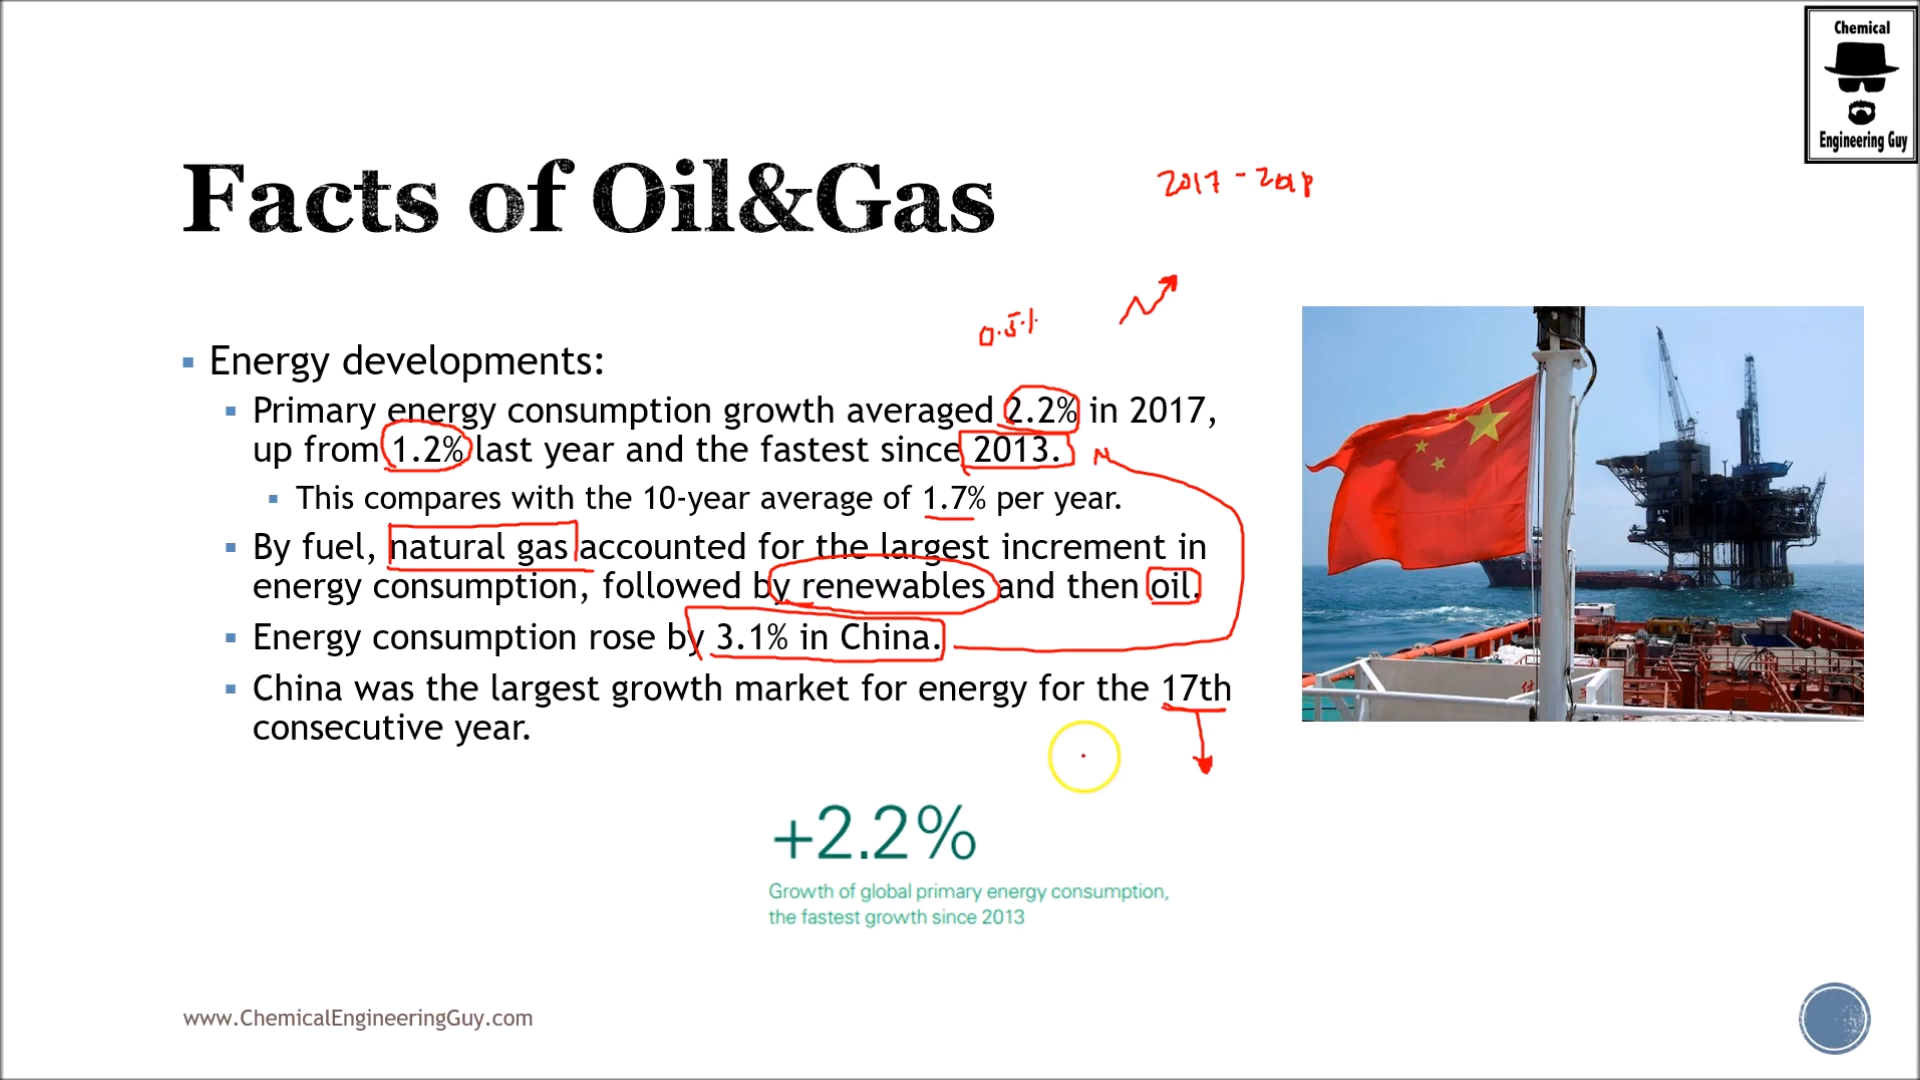 Chemical
Engineering Guy
Facts of Oil&Gas
2017 - 2018
0.5%
Energy developments:
Primary energy consumption growth averaged 2.2% in 2017,
up from 1.2% last year and the fastest since 2013.
This compares with the 10-year average of 1.7% per year.
By fuel, natural gas accounted for the largest increment in
energy consumption, followed by renewables and then oil.
Energy consumption rose by 3.1% in China.
China was the largest growth market for energy for the 17th
consecutive year.
+2.2%
Growth of global primary energy consumption,
the fastest growth since 2013
www.ChemicalEngineeringGuy.com